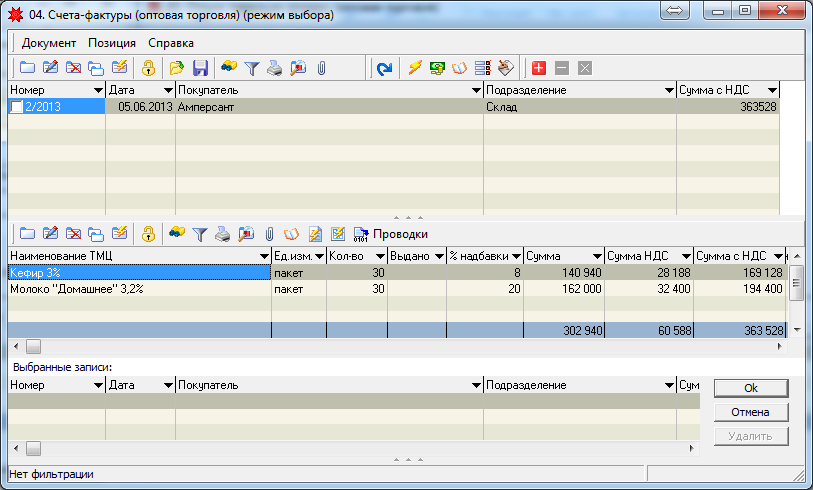 04. Счета-фактуры (оптовая торговля) (режим выбора)
Документ Позиция Справка
Номер Дата Покупатель Подразделение Сумма с НДС
2/2013 05.06.2013 Амперсант Склад 363528
0101 Проводки
Наименование ТМЦ Ед.изм. Кол-во Выдано % надбавки Сумма Сумма НДС Сумма с НДС
Кефир 3% пакет 30 8 140 940 28 188 169 128
Молоко "Домашнее" 3,2% пакет 30 20 162 000 32 400 194 400
302 940 60 588 363 528
Выбранные записи:
Номер Дата Покупатель Подразделение Сум
Ok
Отмена
Удалить
Нет фильтрации